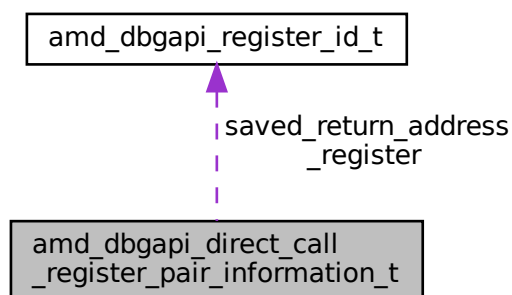 amd_dbgapi_register_id_t
saved_return_address
_register
amd_dbgapi_direct_call
_register_pair_information_t